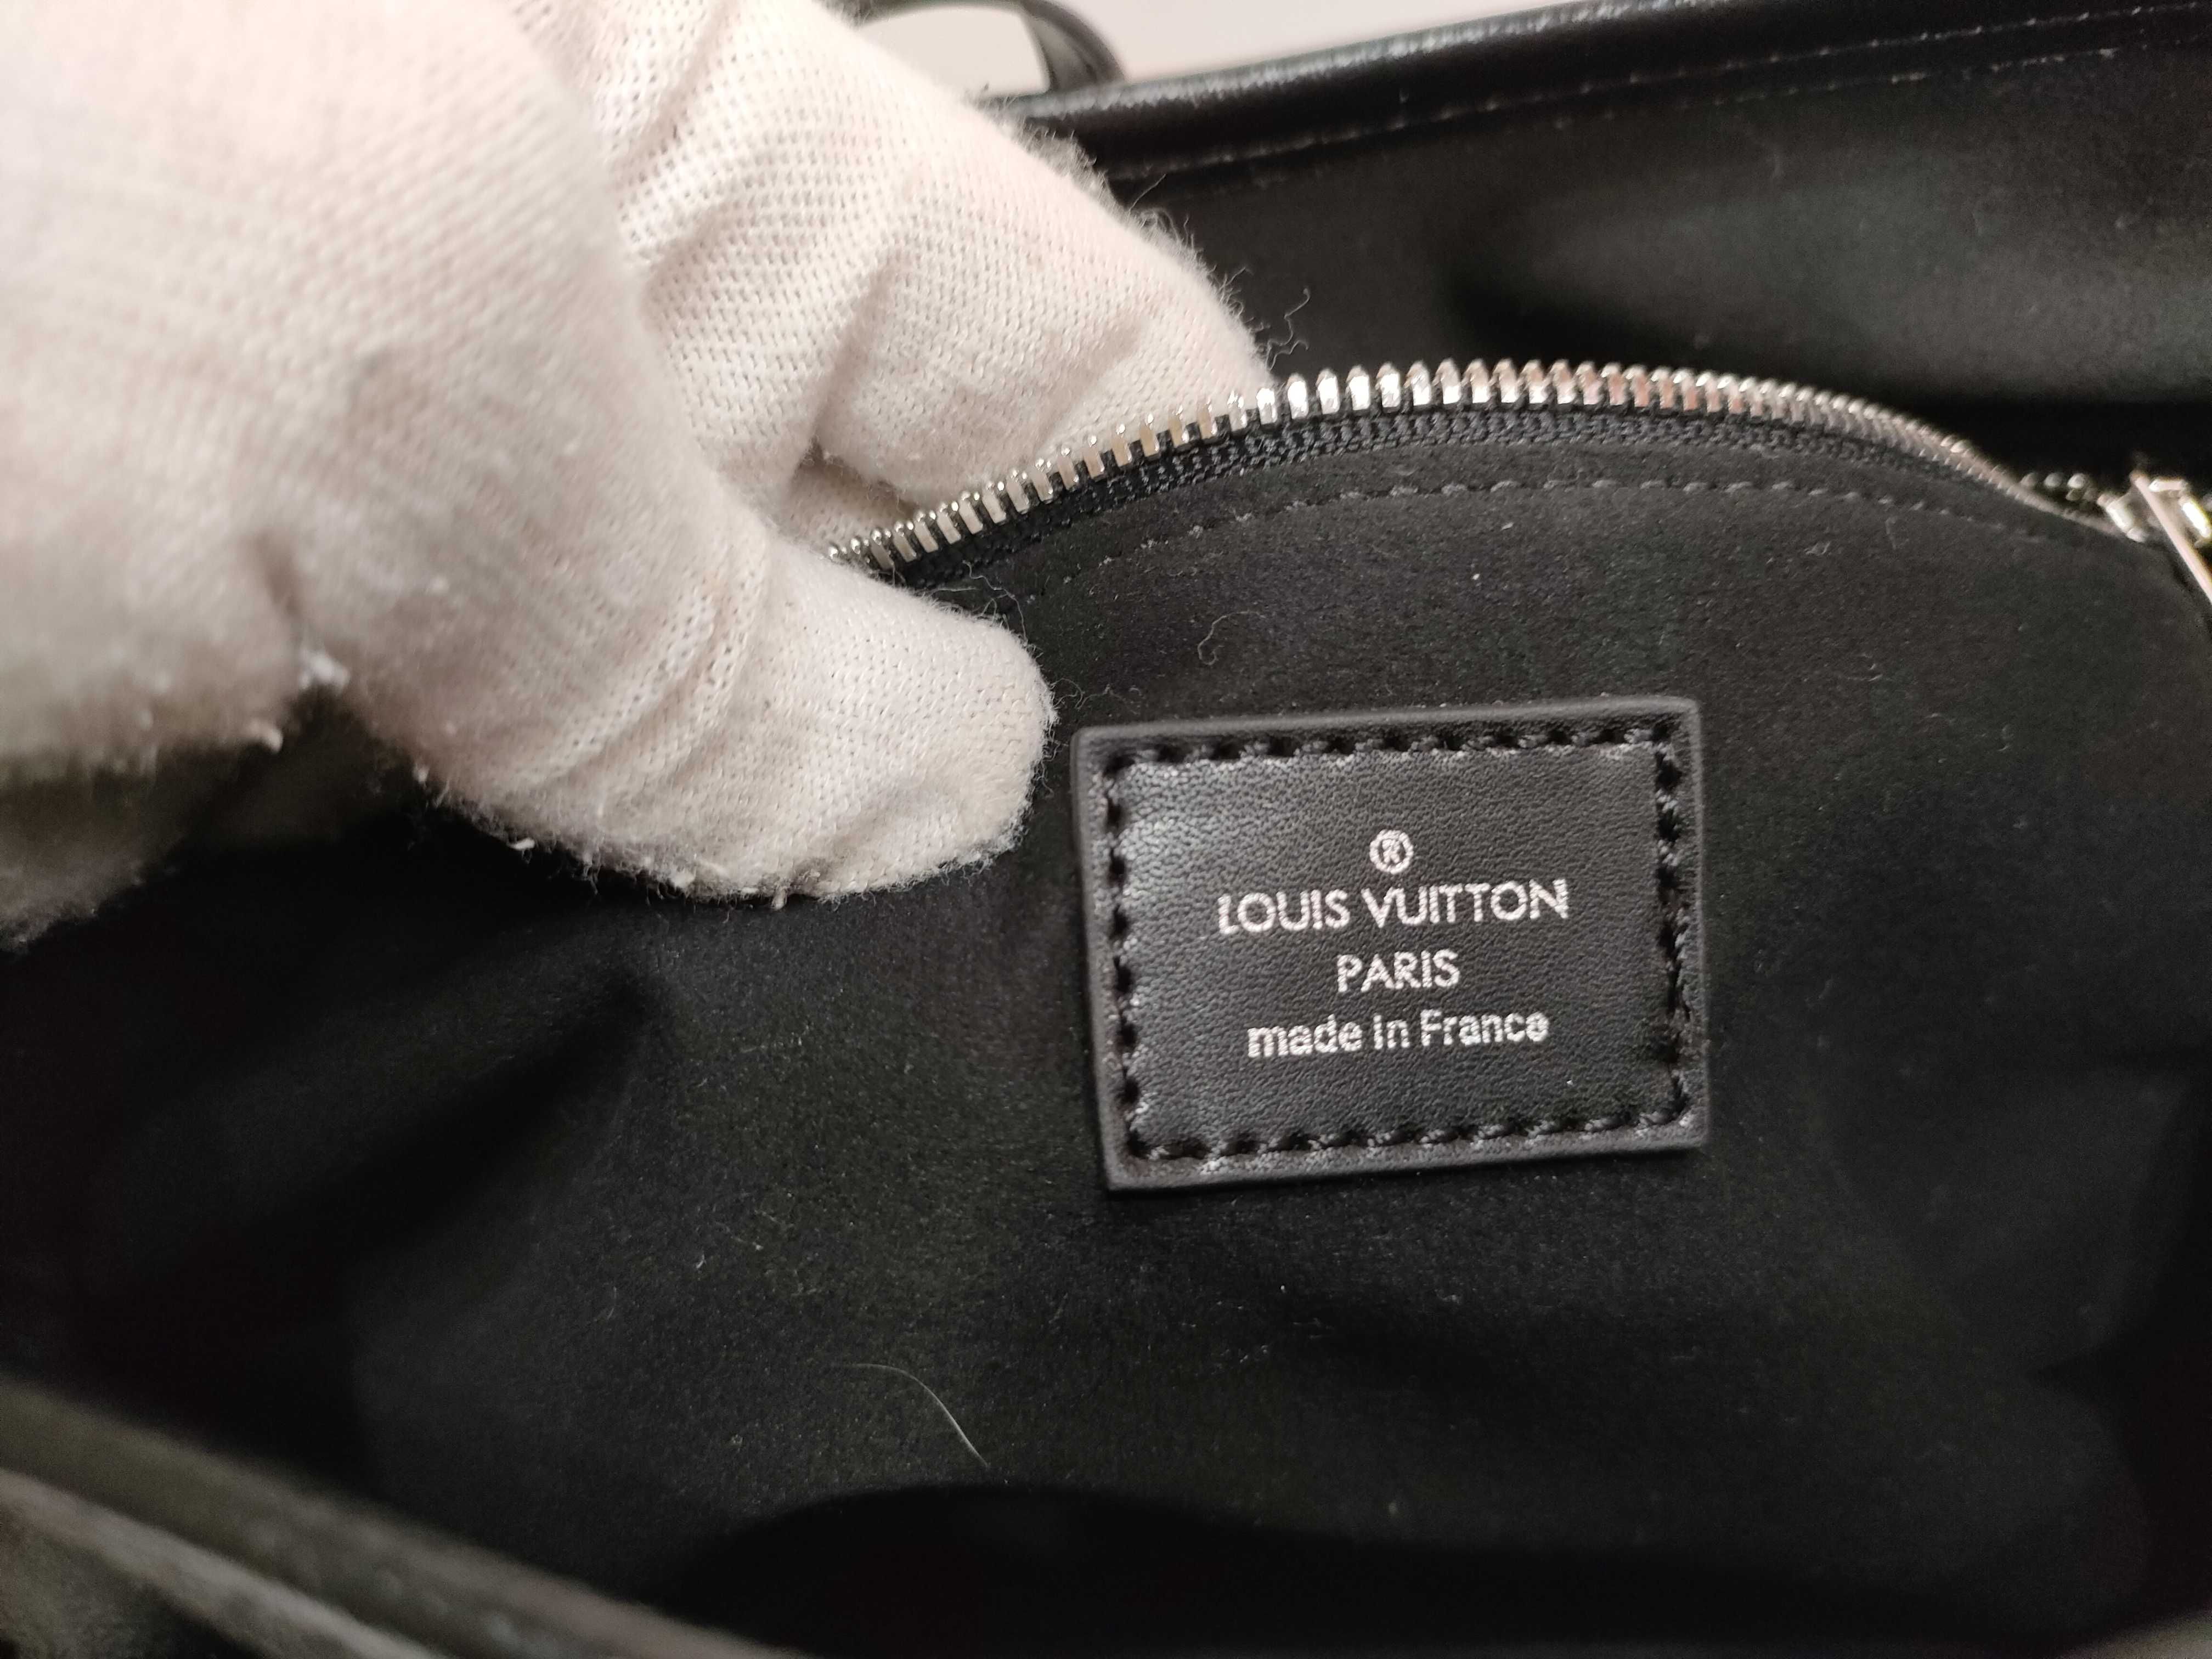 ®
LOUIS VUITTON
PARIS
made in France